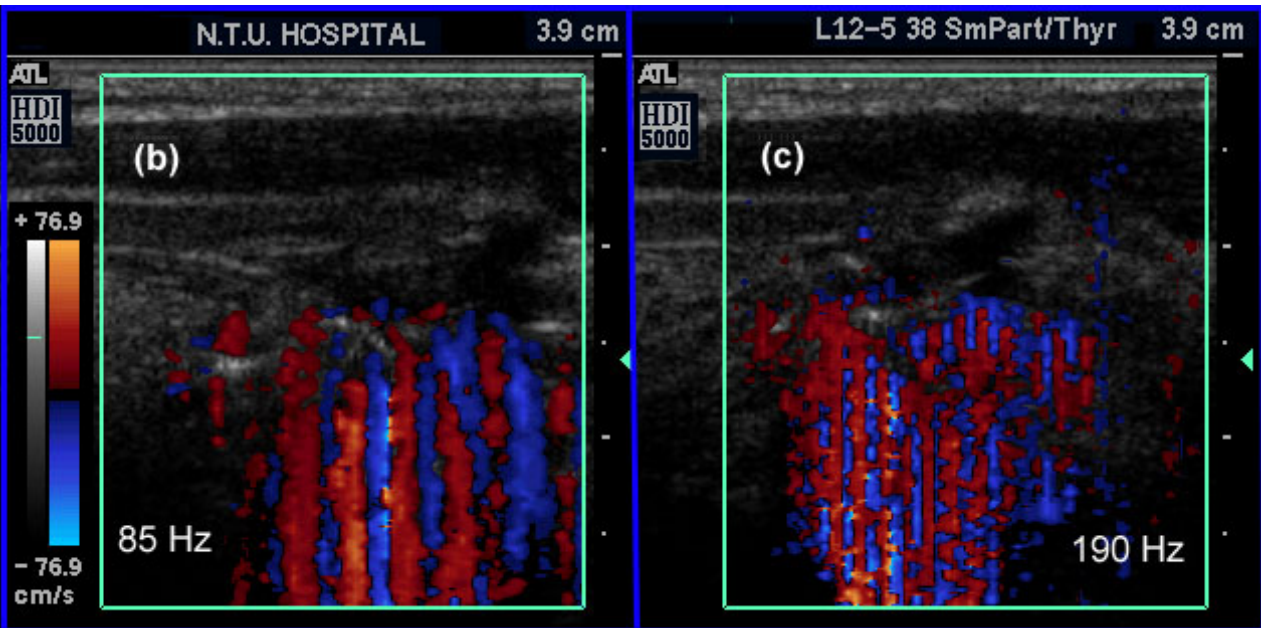 N.T.U. HOSPITAL 3.9 cm
ATL
HDI
5000
(b)
+ 76.9
− 76.9
cm/s
85 Hz
L12−5 38 SmPart/Thyr 3.9 cm
ATL
HDI
5000
(c)
190 Hz